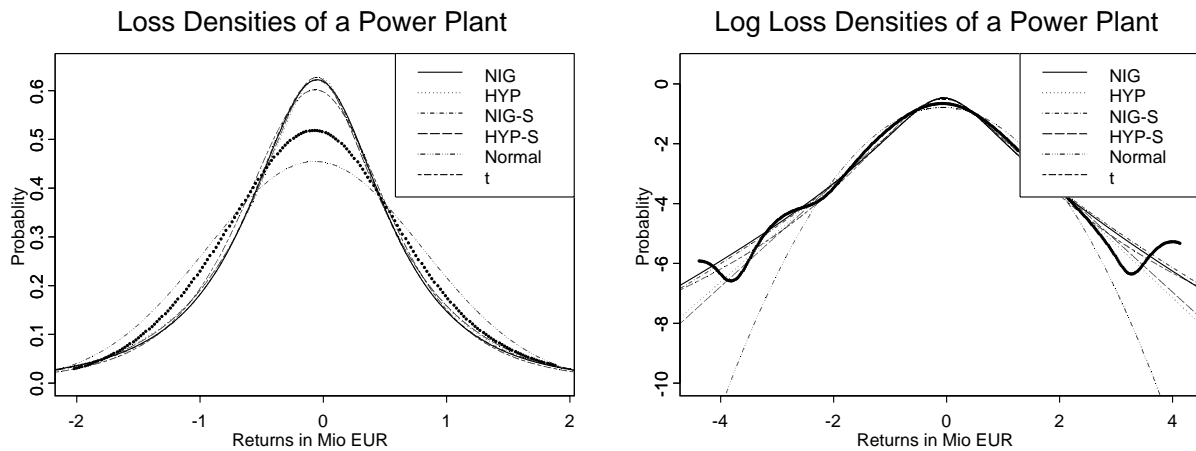 Loss Densities of a Power Plant
Probablity
0.0 0.1 0.2 0.3 0.4 0.5 0.6
NIG
HYP
NIG-S
HYP-S
Normal
t
-2 -1 0 1 2
Returns in Mio EUR
Log Loss Densities of a Power Plant
Probablity
-10 -8 -6 -4 -2 0
NIG
HYP
NIG-S
HYP-S
Normal
t
-4 -2 0 2 4
Returns in Mio EUR